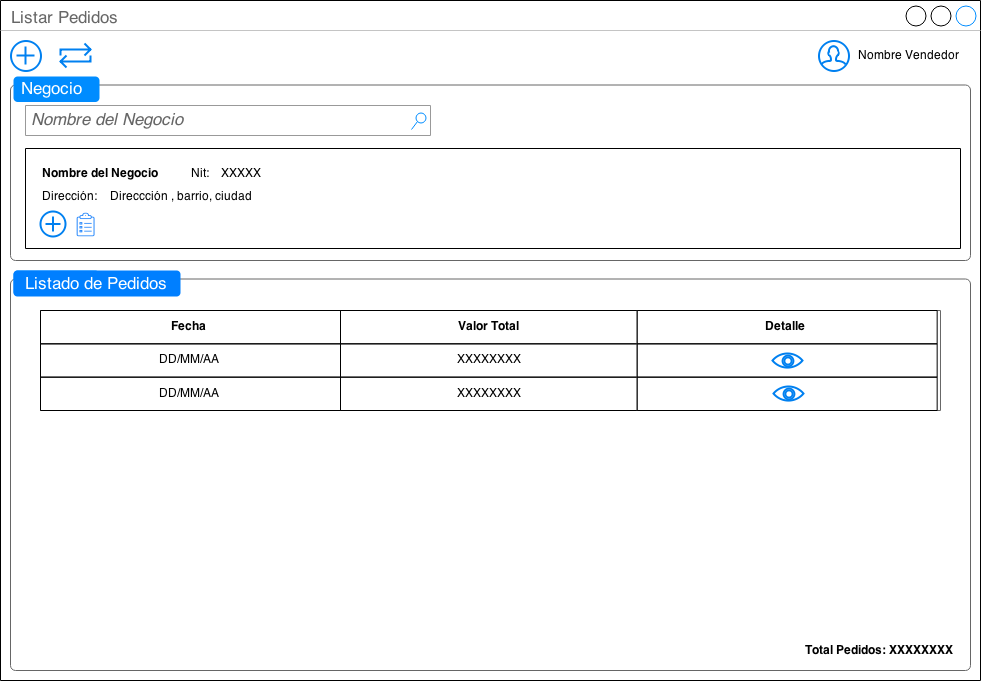 Listar Pedidos
Nombre Vendedor
Negocio
Nombre del Negocio
Nombre del Negocio Nit: XXXXX
Dirección: Direccción , barrio, ciudad
Listado de Pedidos
Fecha Valor Total Detalle
DD/MM/AA XXXXXXXX
DD/MM/AA XXXXXXXX
Total Pedidos: XXXXXXXX